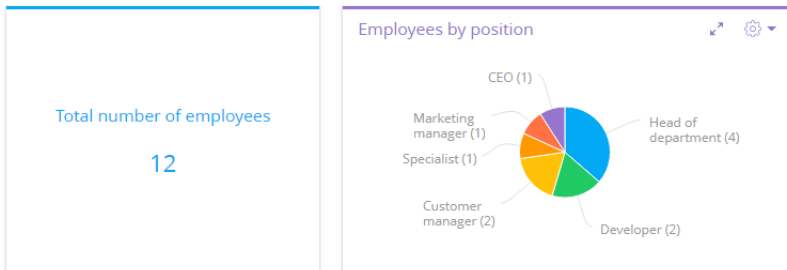 Total number of employees
12
Employees by position
CEO (1)
Marketing
manager (1)
Specialist (1)
Customer
manager (2)
Head of
department (4)
Developer (2)